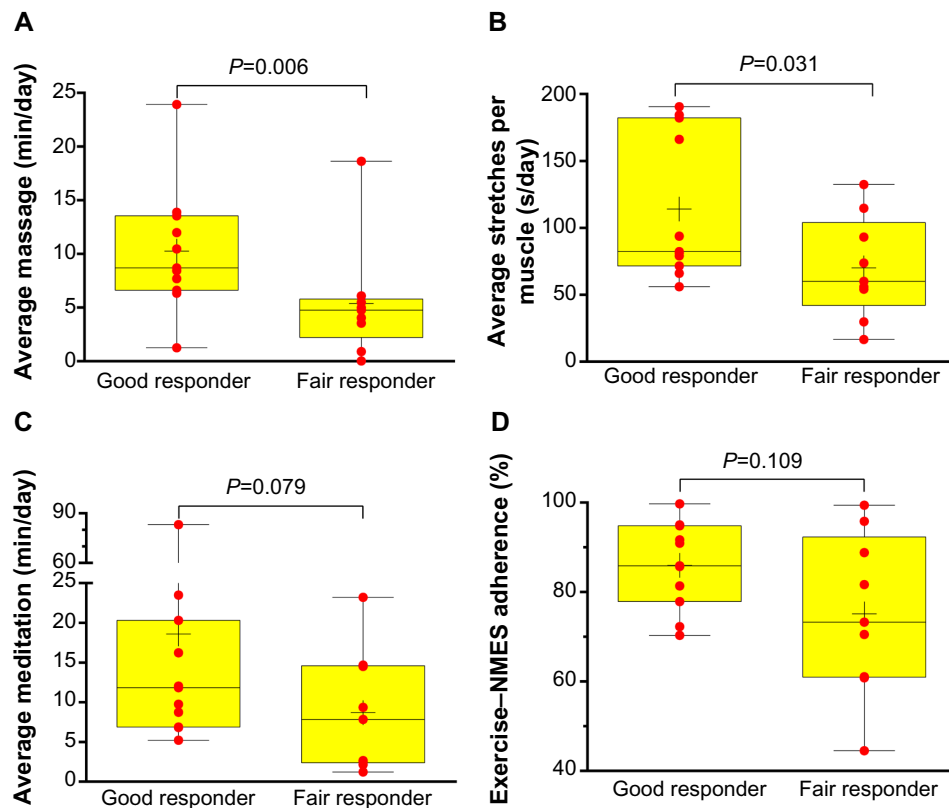 A
P=0.006
Average massage (min/day)
25
20
15
10
5
0
Good responder Fair responder
B
P=0.031
Average stretches per
muscle (s/day)
200
150
100
50
0
Good responder Fair responder
C
P=0.079
Average meditation (min/day)
90
60
25
20
15
10
5
0
Good responder Fair responder
D
P=0.109
Exercise–NMES adherence (%)
100
80
60
40
Good responder Fair responder